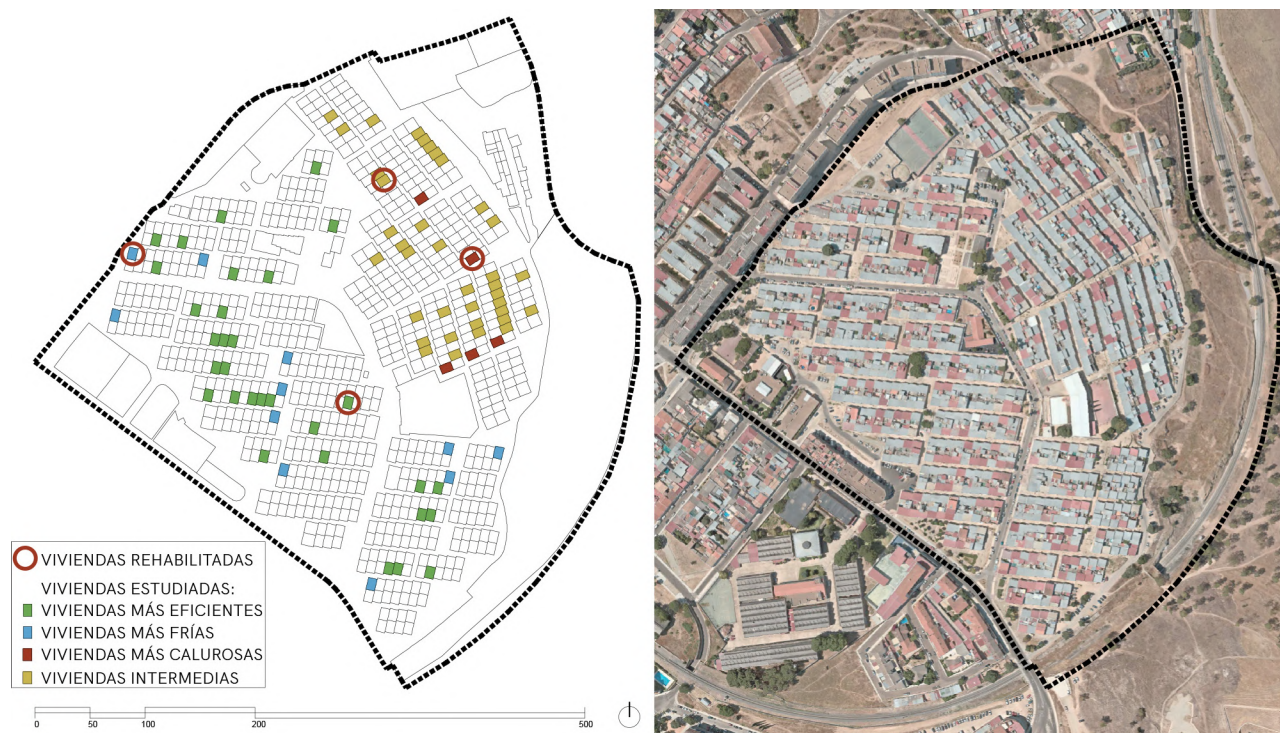 VIVIENDAS REHABILITADAS
VIVIENDAS ESTUDIADAS:
VIVIENDAS MÁS EFICIENTES
VIVIENDAS MÁS FRÍAS
VIVIENDAS MÁS CALUROSAS
VIVIENDAS INTERMEDIAS
0 50 100 200 500